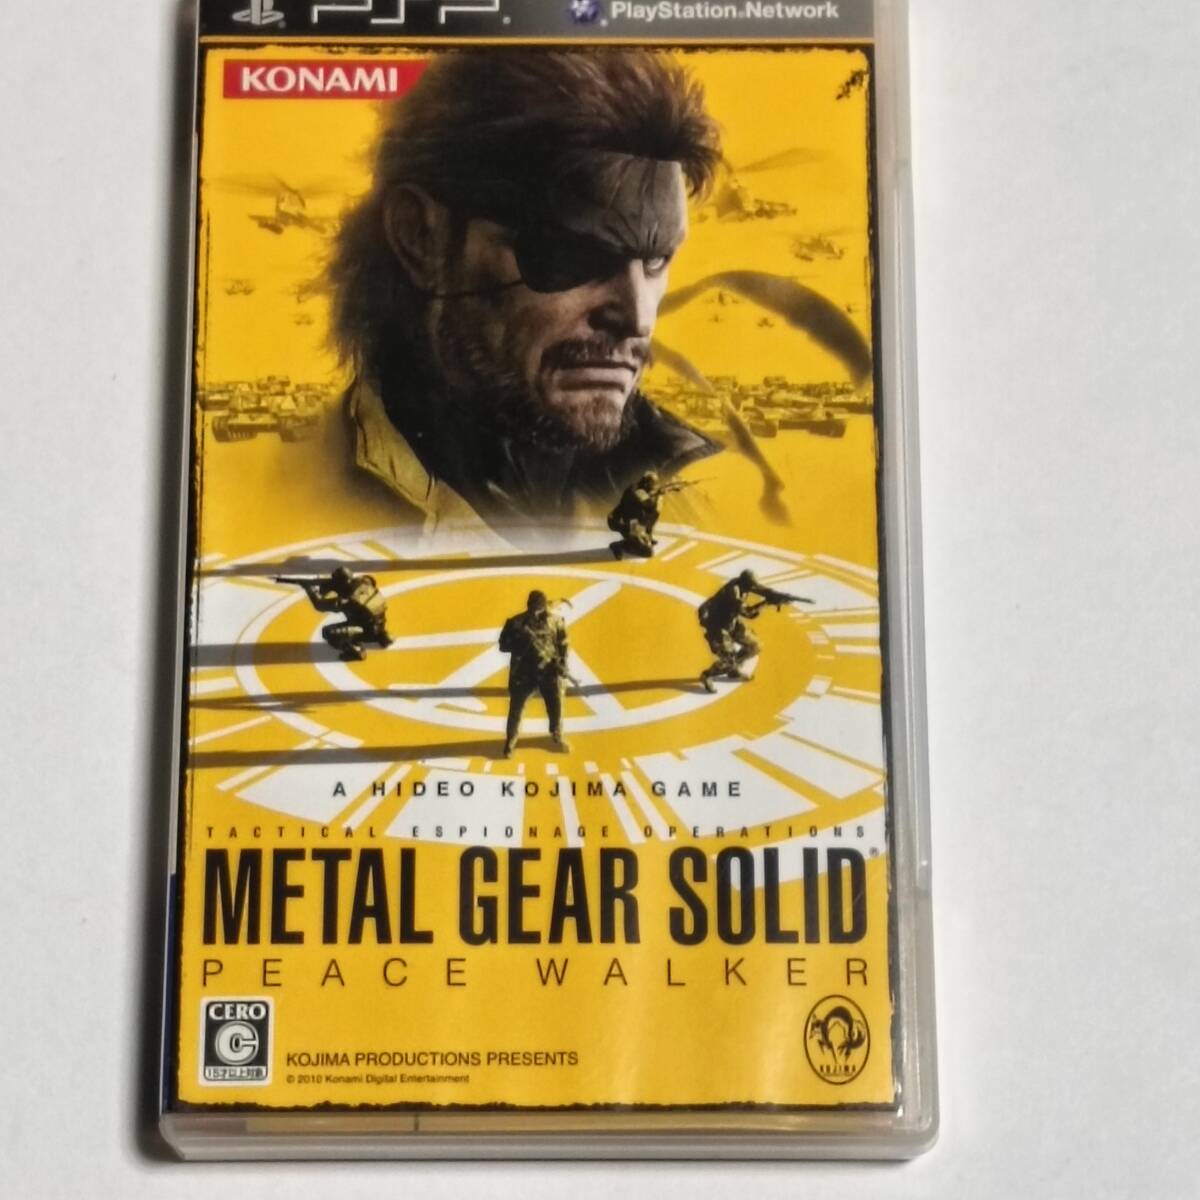 PSP
PlayStation®Network
KONAMI
A HIDEO KOJIMA GAME
TACTICAL ESPIONAGE OPERATIONS
METAL GEAR SOLID®
PEACE WALKER
CERO
C
15才以上対象
KOJIMA PRODUCTIONS PRESENTS
© 2010 Konami Digital Entertainment
KOJIMA